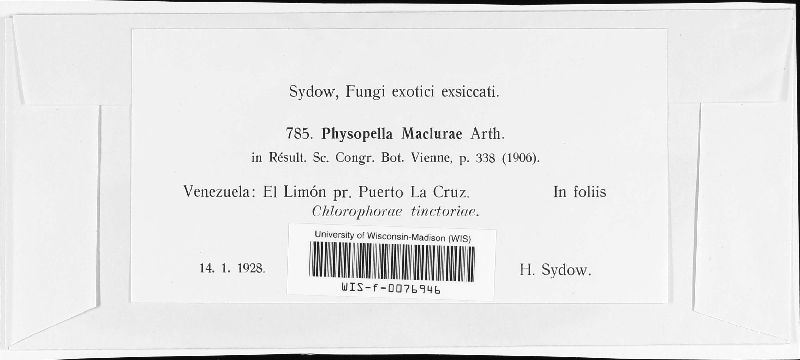 Sydow, Fungi exotici exsiccati.
785. Physopella Maclurae Arth.
in Résult. Sc. Congr. Bot. Vienne, p. 338 (1906).
Venezuela: El Limón pr. Puerto La Cruz. In foliis
Chlorophorae tinctoriae.
University of Wisconsin-Madison (WIS)
14. 1. 1928. H. Sydow.
WIS-f-0076946